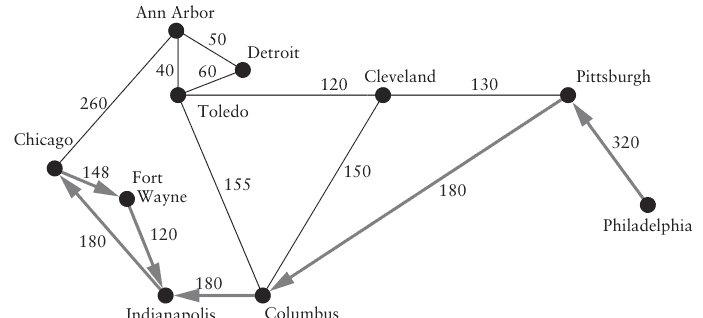 Ann Arbor
50
Detroit
40
60
120
Cleveland
130
Pittsburgh
260
Toledo
Chicago
148
Fort
Wayne
155
150
180
320
Philadelphia
180
120
180
Indianapolis
Columbus